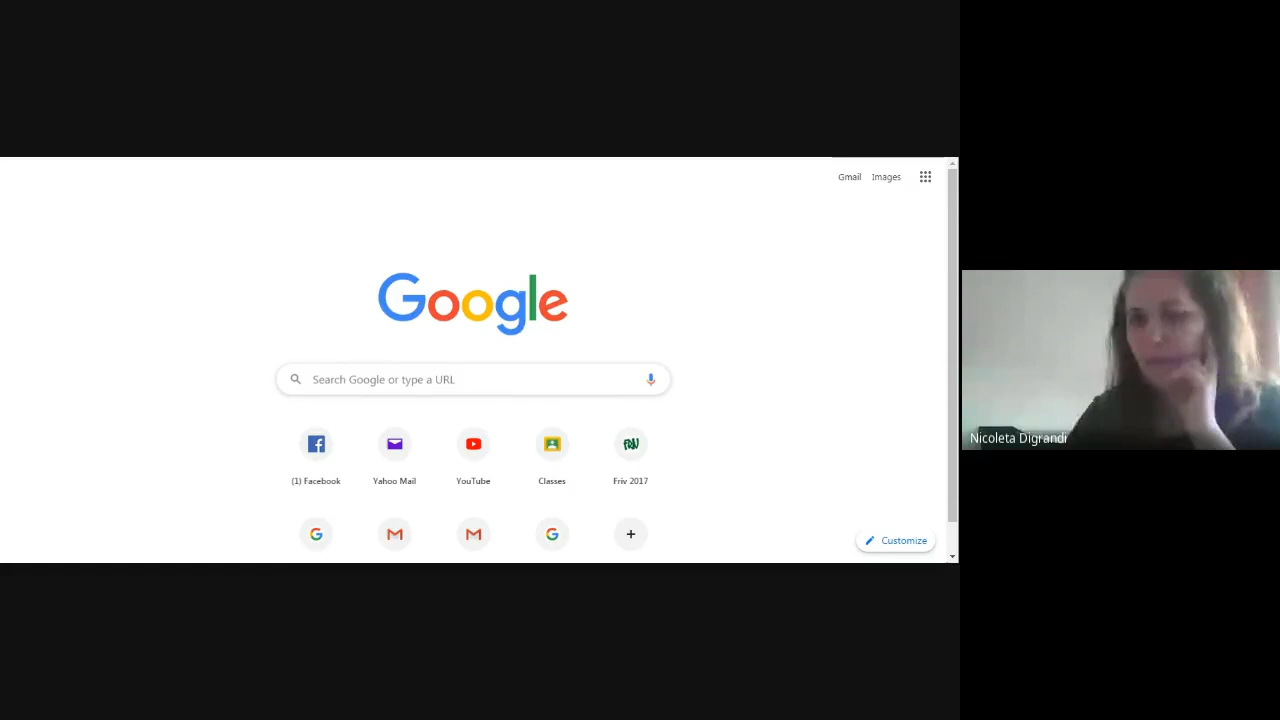 Gmail Images
Google
Search Google or type a URL
(1) Facebook Yahoo Mail YouTube Classes Friv 2017
Customize
Nicoleta Digrandi